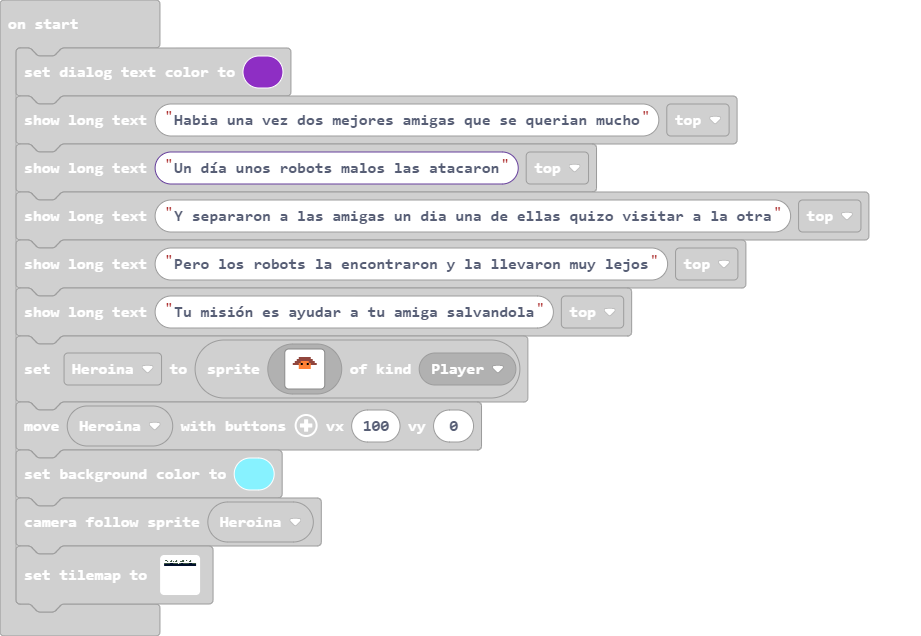 on start
set dialog text color to
show long text "Habia una vez dos mejores amigas que se querian mucho" top
show long text "Un día unos robots malos las atacaron" top
show long text "Y separaron a las amigas un dia una de ellas quizo visitar a la otra" top
show long text "Pero los robots la encontraron y la llevaron muy lejos" top
show long text "Tu misión es ayudar a tu amiga salvandola" top
set Heroina to sprite of kind Player
move Heroina with buttons + vx 100 vy 0
set background color to
camera follow sprite Heroina
set tilemap to